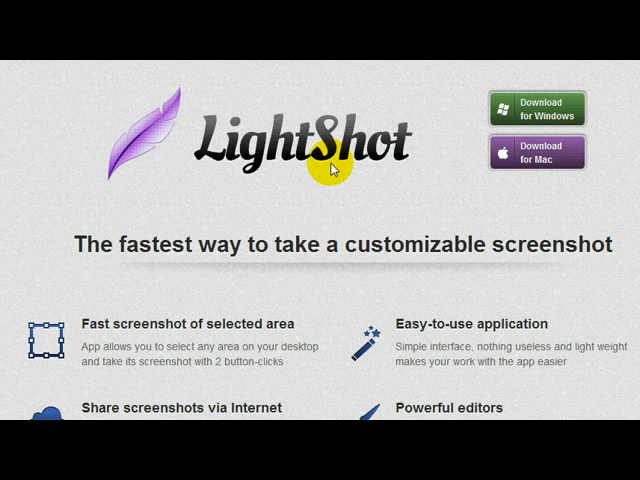 LightShot
Download
for Windows
Download
for Mac
The fastest way to take a customizable screenshot
Fast screenshot of selected area
App allows you to select any area on your desktop
and take its screenshot with 2 button-clicks
Easy-to-use application
Simple interface, nothing useless and light weight
makes your work with the app easier
Share screenshots via Internet
Powerful editors